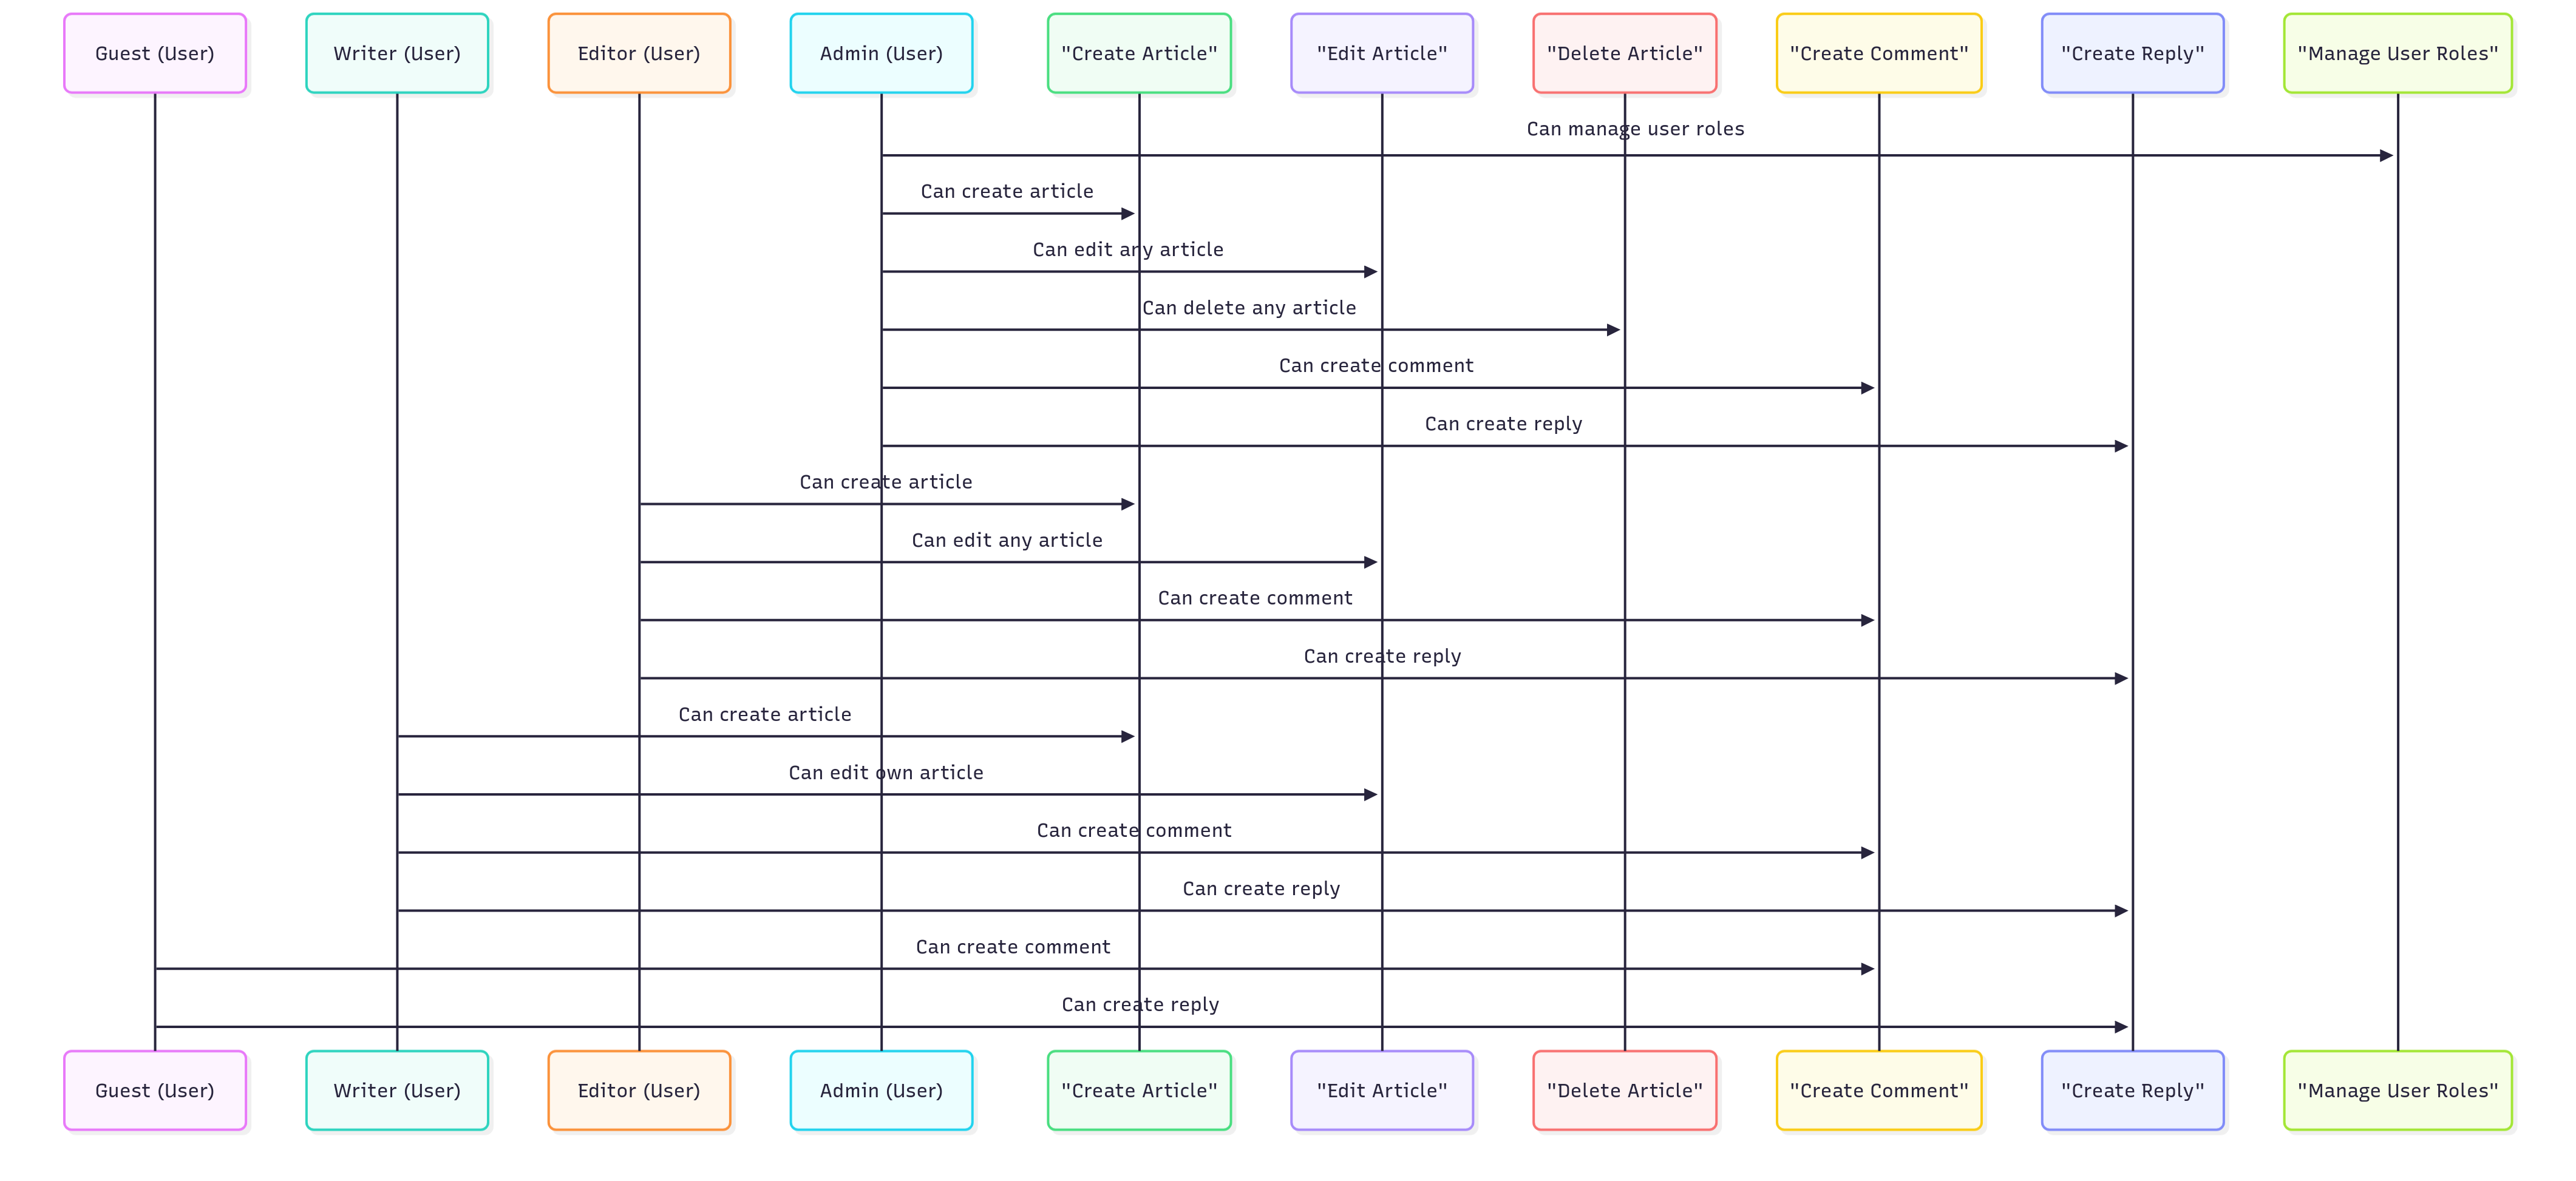 Guest (User)
Writer (User)
Editor (User)
Admin (User)
"Create Article"
"Edit Article"
"Delete Article"
"Create Comment"
"Create Reply"
"Manage User Roles"
Can manage user roles
Can create article
Can edit any article
Can delete any article
Can create comment
Can create reply
Can create article
Can edit any article
Can create comment
Can create reply
Can create article
Can edit own article
Can create comment
Can create reply
Can create comment
Can create reply
Guest (User)
Writer (User)
Editor (User)
Admin (User)
"Create Article"
"Edit Article"
"Delete Article"
"Create Comment"
"Create Reply"
"Manage User Roles"